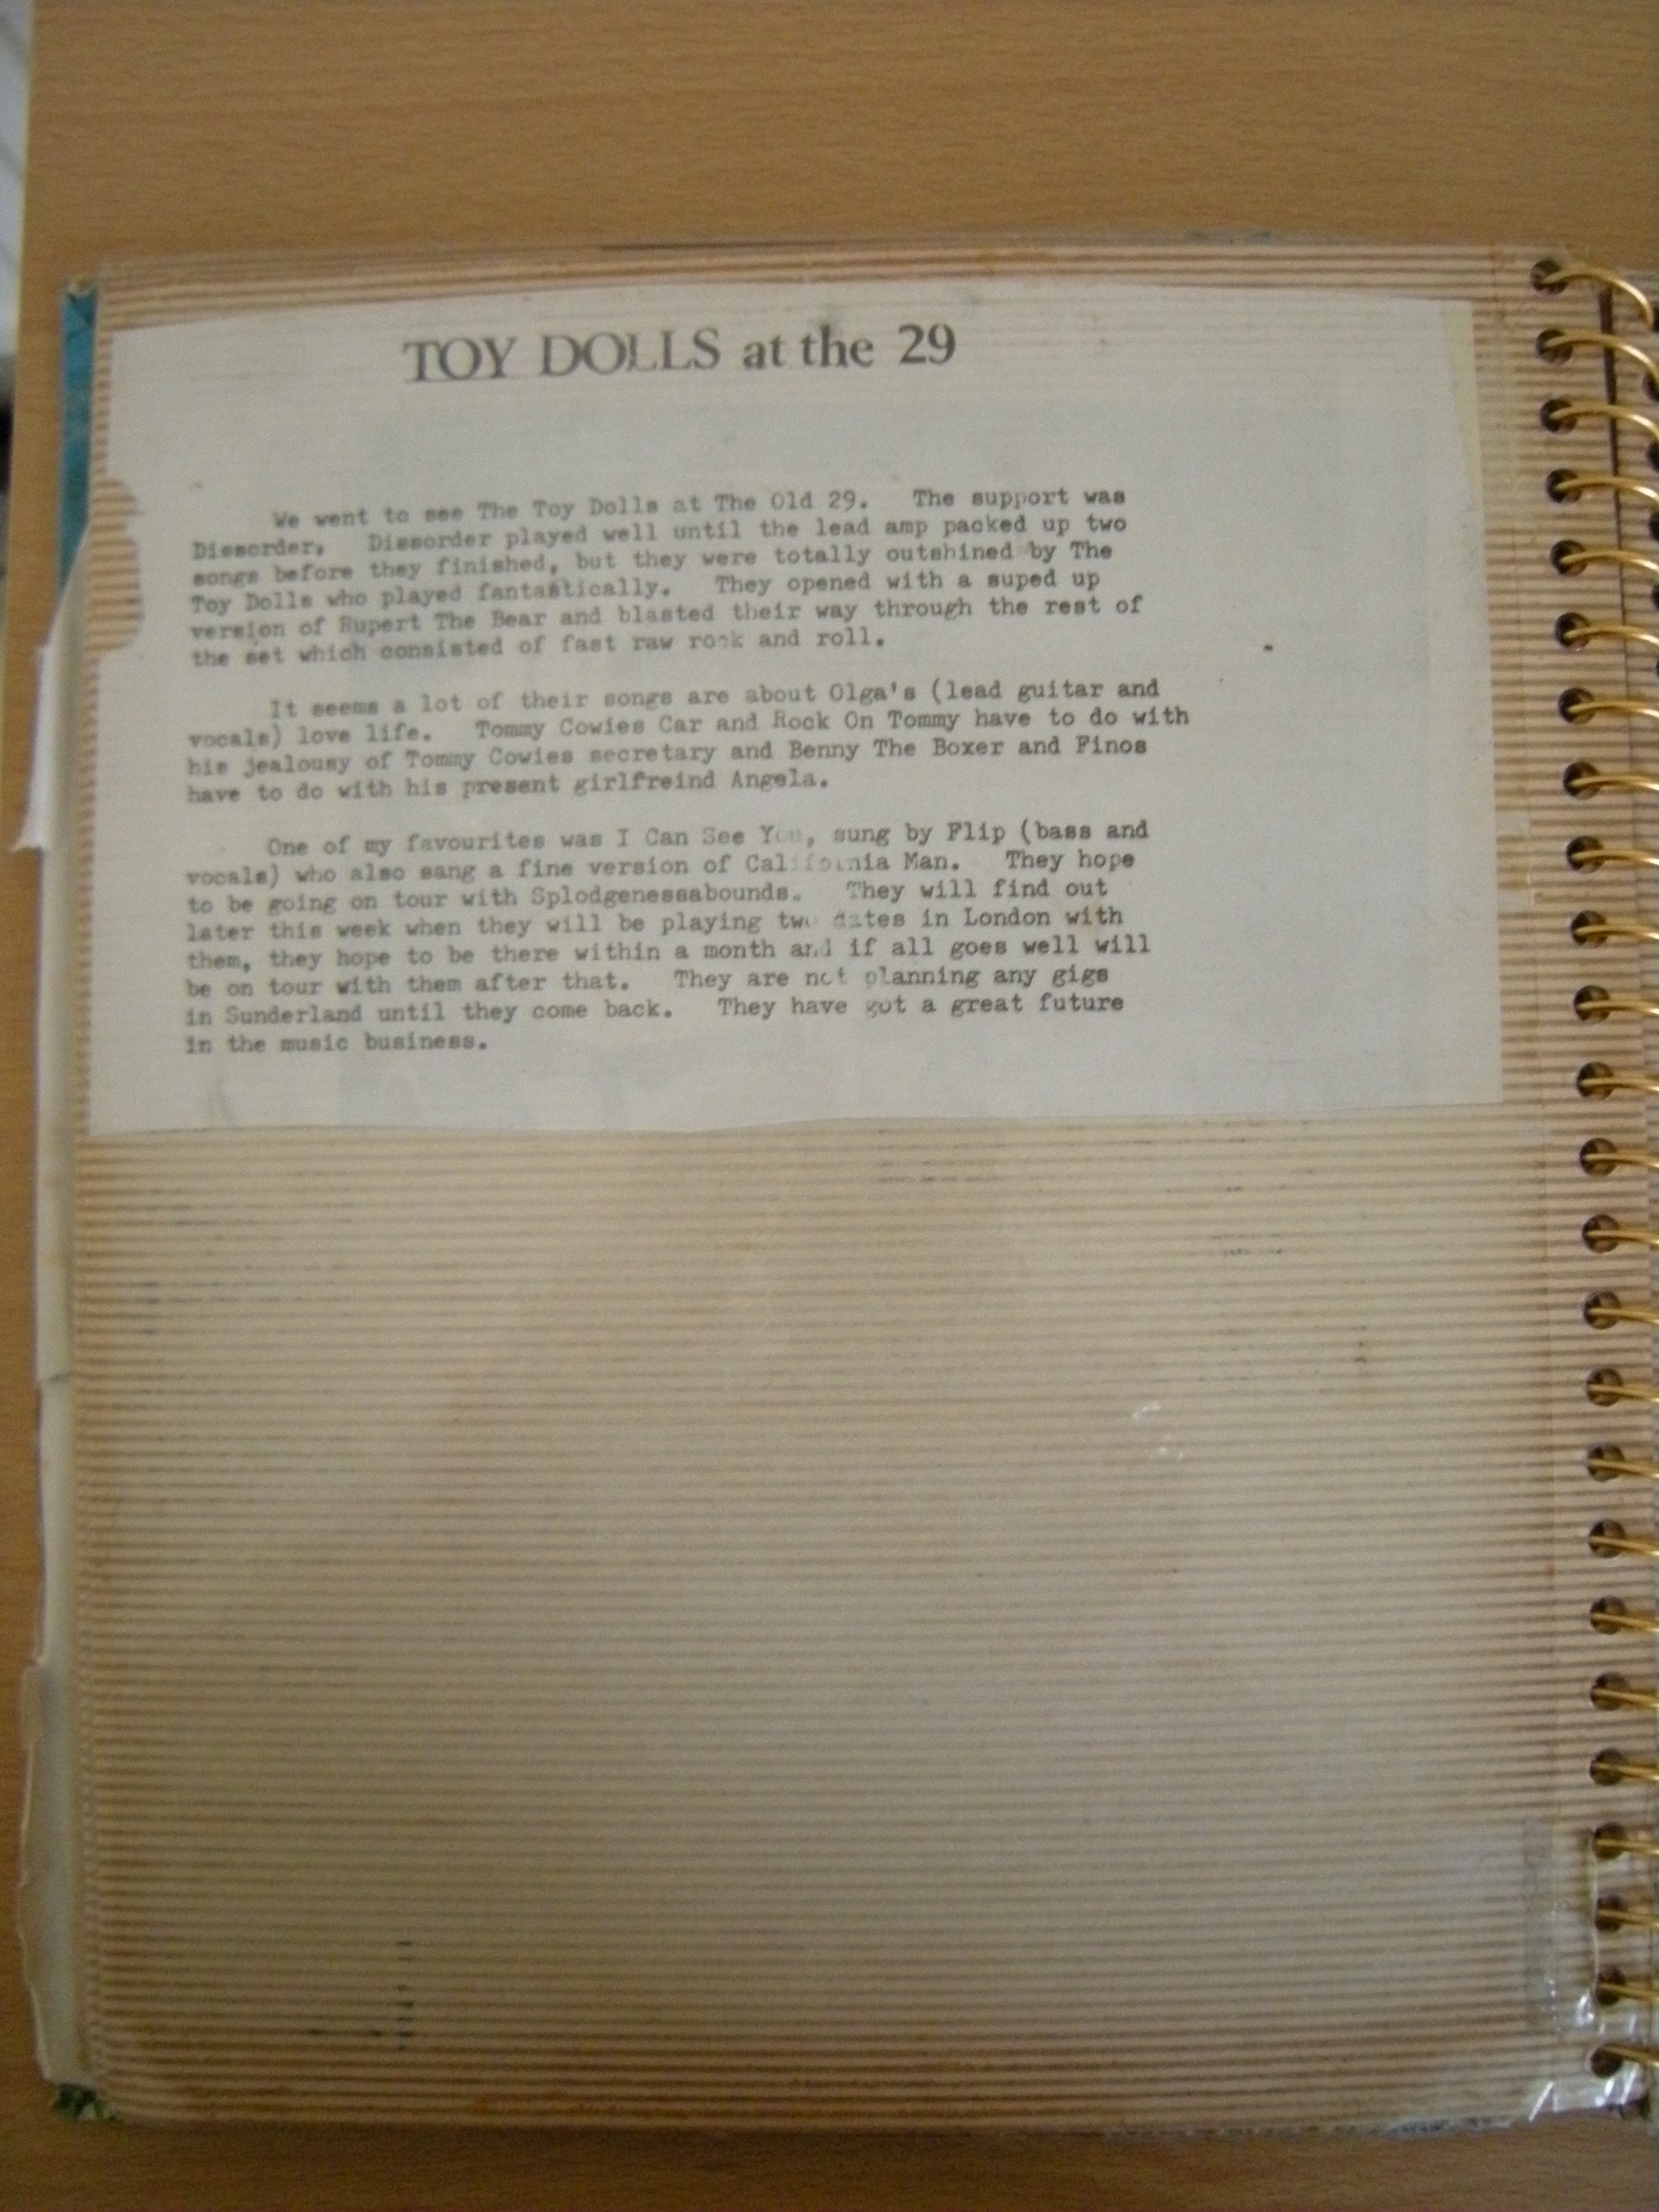 TOY DOLLS at the 29
We went to see The Toy Dolls at The Old 29. The support was
Dissorder. Dissorder played well until the lead amp packed up two
songs before they finished, but they were totally outshined by The
Toy Dolls who played fantastically. They opened with a suped up
version of Rupert The Bear and blasted their way through the rest of
the set which consisted of fast raw rock and roll.
It seems a lot of their songs are about Olga's (lead guitar and
vocals) love life. Tommy Cowies Car and Rock On Tommy have to do with
his jealousy of Tommy Cowies secretary and Benny The Boxer and Finos
have to do with his present girlfreind Angela.
One of my favourites was I Can See You, sung by Flip (bass and
vocals) who also sang a fine version of California Man. They hope
to be going on tour with Splodgenessabounds. They will find out
later this week when they will be playing two dates in London with
them, they hope to be there within a month and if all goes well will
be on tour with them after that. They are not planning any gigs
in Sunderland until they come back. They have got a great future
in the music business.